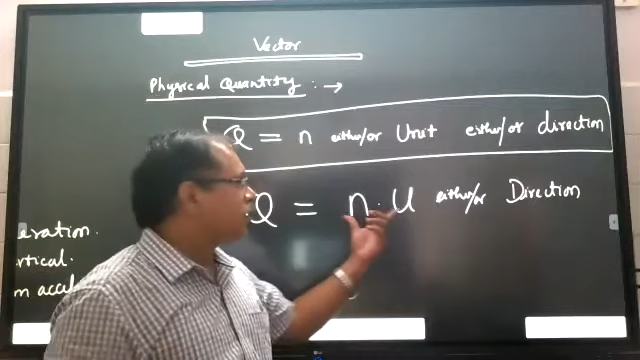 Vector
Physical Quantity :→
Q = n either/or Unit either/or direction
Q = n . u either/or Direction
eration.
rtical.
m accel